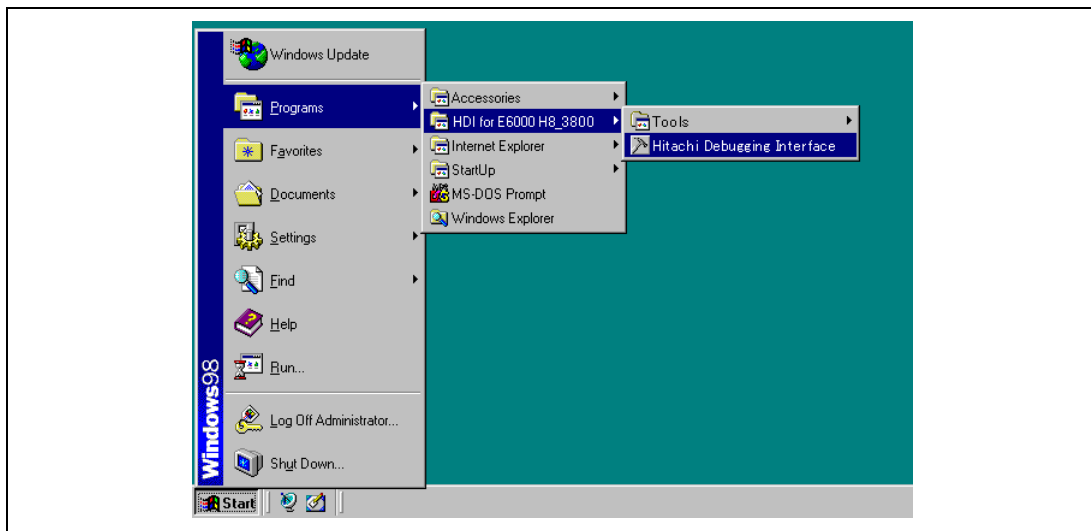 Windows Update
Programs
Favorites
Documents
Settings
Find
Help
Run...
Log Off Administrator...
Shut Down...
Windows98
Start
Accessories
HDI for E6000 H8_3800
Internet Explorer
StartUp
MS-DOS Prompt
Windows Explorer
Tools
Hitachi Debugging Interface